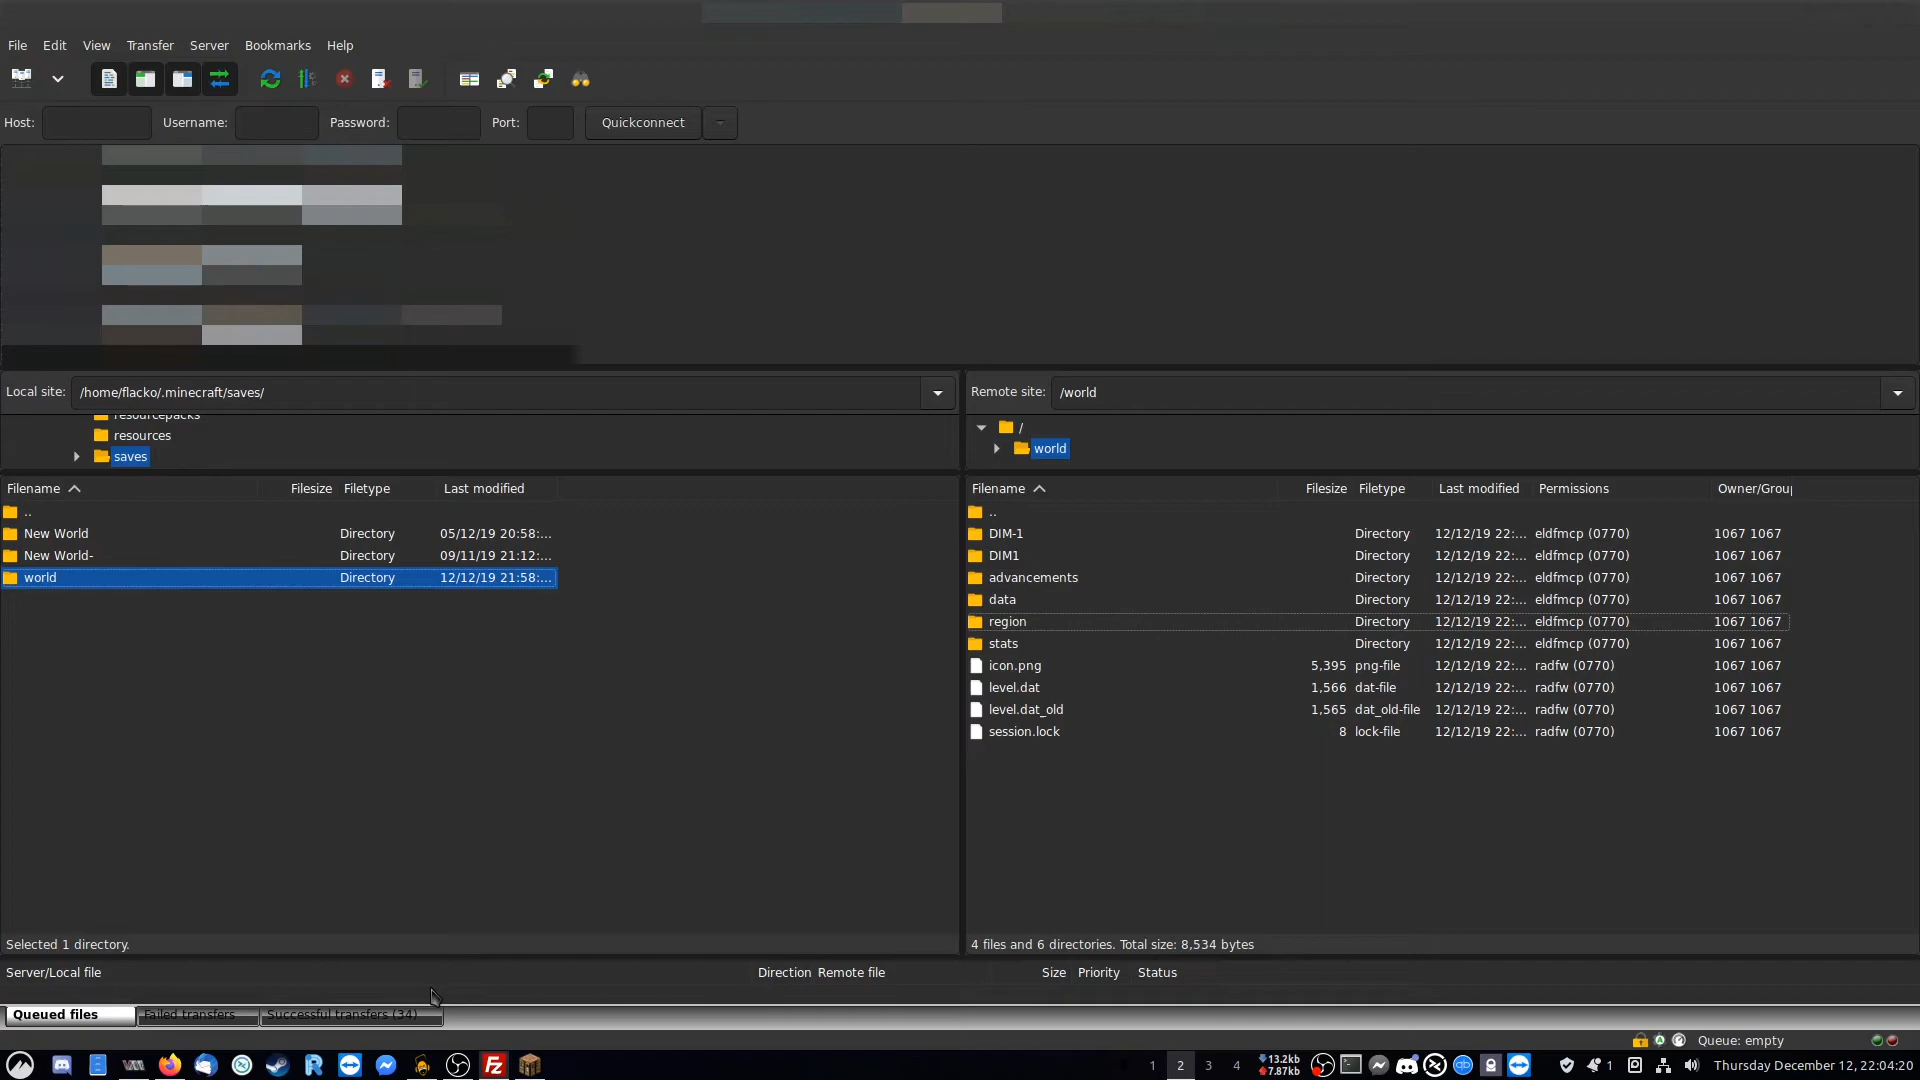 File Edit View Transfer Server Bookmarks Help
Host: Username: Password: Port: Quickconnect
Local site: /home/flacko/.minecraft/saves/
resourcepacks
resources
saves
Remote site: /world
/
world
Filename Filesize Filetype Last modified
..
New World Directory 05/12/19 20:58:...
New World- Directory 09/11/19 21:12:...
world Directory 12/12/19 21:58:...
Selected 1 directory.
Filename Filesize Filetype Last modified Permissions Owner/Grou
..
DIM-1 Directory 12/12/19 22:... eldfmcp (0770) 1067 1067
DIM1 Directory 12/12/19 22:... eldfmcp (0770) 1067 1067
advancements Directory 12/12/19 22:... eldfmcp (0770) 1067 1067
data Directory 12/12/19 22:... eldfmcp (0770) 1067 1067
region Directory 12/12/19 22:... eldfmcp (0770) 1067 1067
stats Directory 12/12/19 22:... eldfmcp (0770) 1067 1067
icon.png 5,395 png-file 12/12/19 22:... radfw (0770) 1067 1067
level.dat 1,566 dat-file 12/12/19 22:... radfw (0770) 1067 1067
level.dat_old 1,565 dat_old-file 12/12/19 22:... radfw (0770) 1067 1067
session.lock 8 lock-file 12/12/19 22:... radfw (0770) 1067 1067
4 files and 6 directories. Total size: 8,534 bytes
Server/Local file Direction Remote file Size Priority Status
Queued files Failed transfers Successful transfers (34)
Queue: empty
1 2 3 4 13.2kb 7.87kb 1 Thursday December 12, 22:04:20